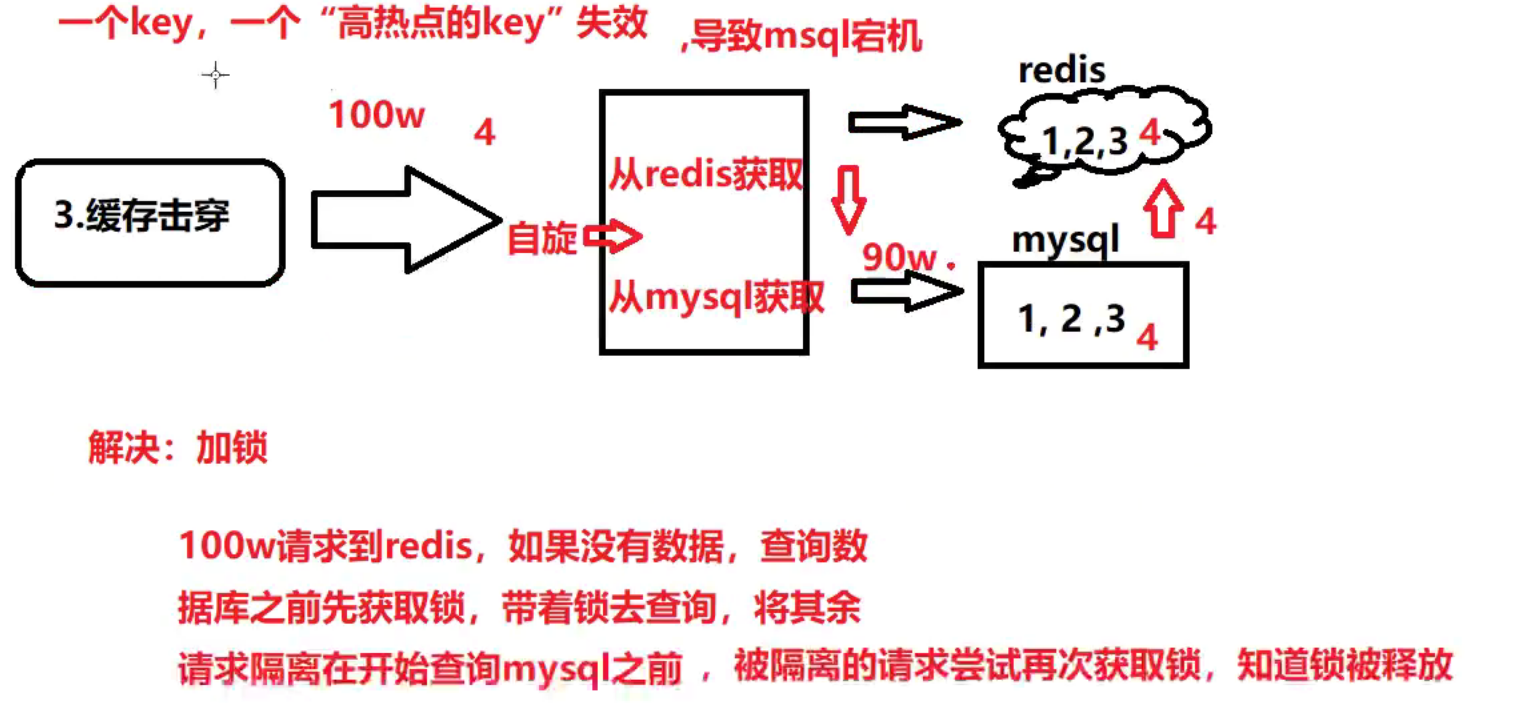 一个key，一个“高热点的key”失效 ,导致msql宕机
redis
100w
4
1,2,3 4
从redis获取
3.缓存击穿
自旋
4
mysql
90w .
从mysql获取
1, 2 ,3 4
解决：加锁
100w请求到redis，如果没有数据，查询数
据库之前先获取锁，带着锁去查询，将其余
请求隔离在开始查询mysql之前 ，被隔离的请求尝试再次获取锁，知道锁被释放